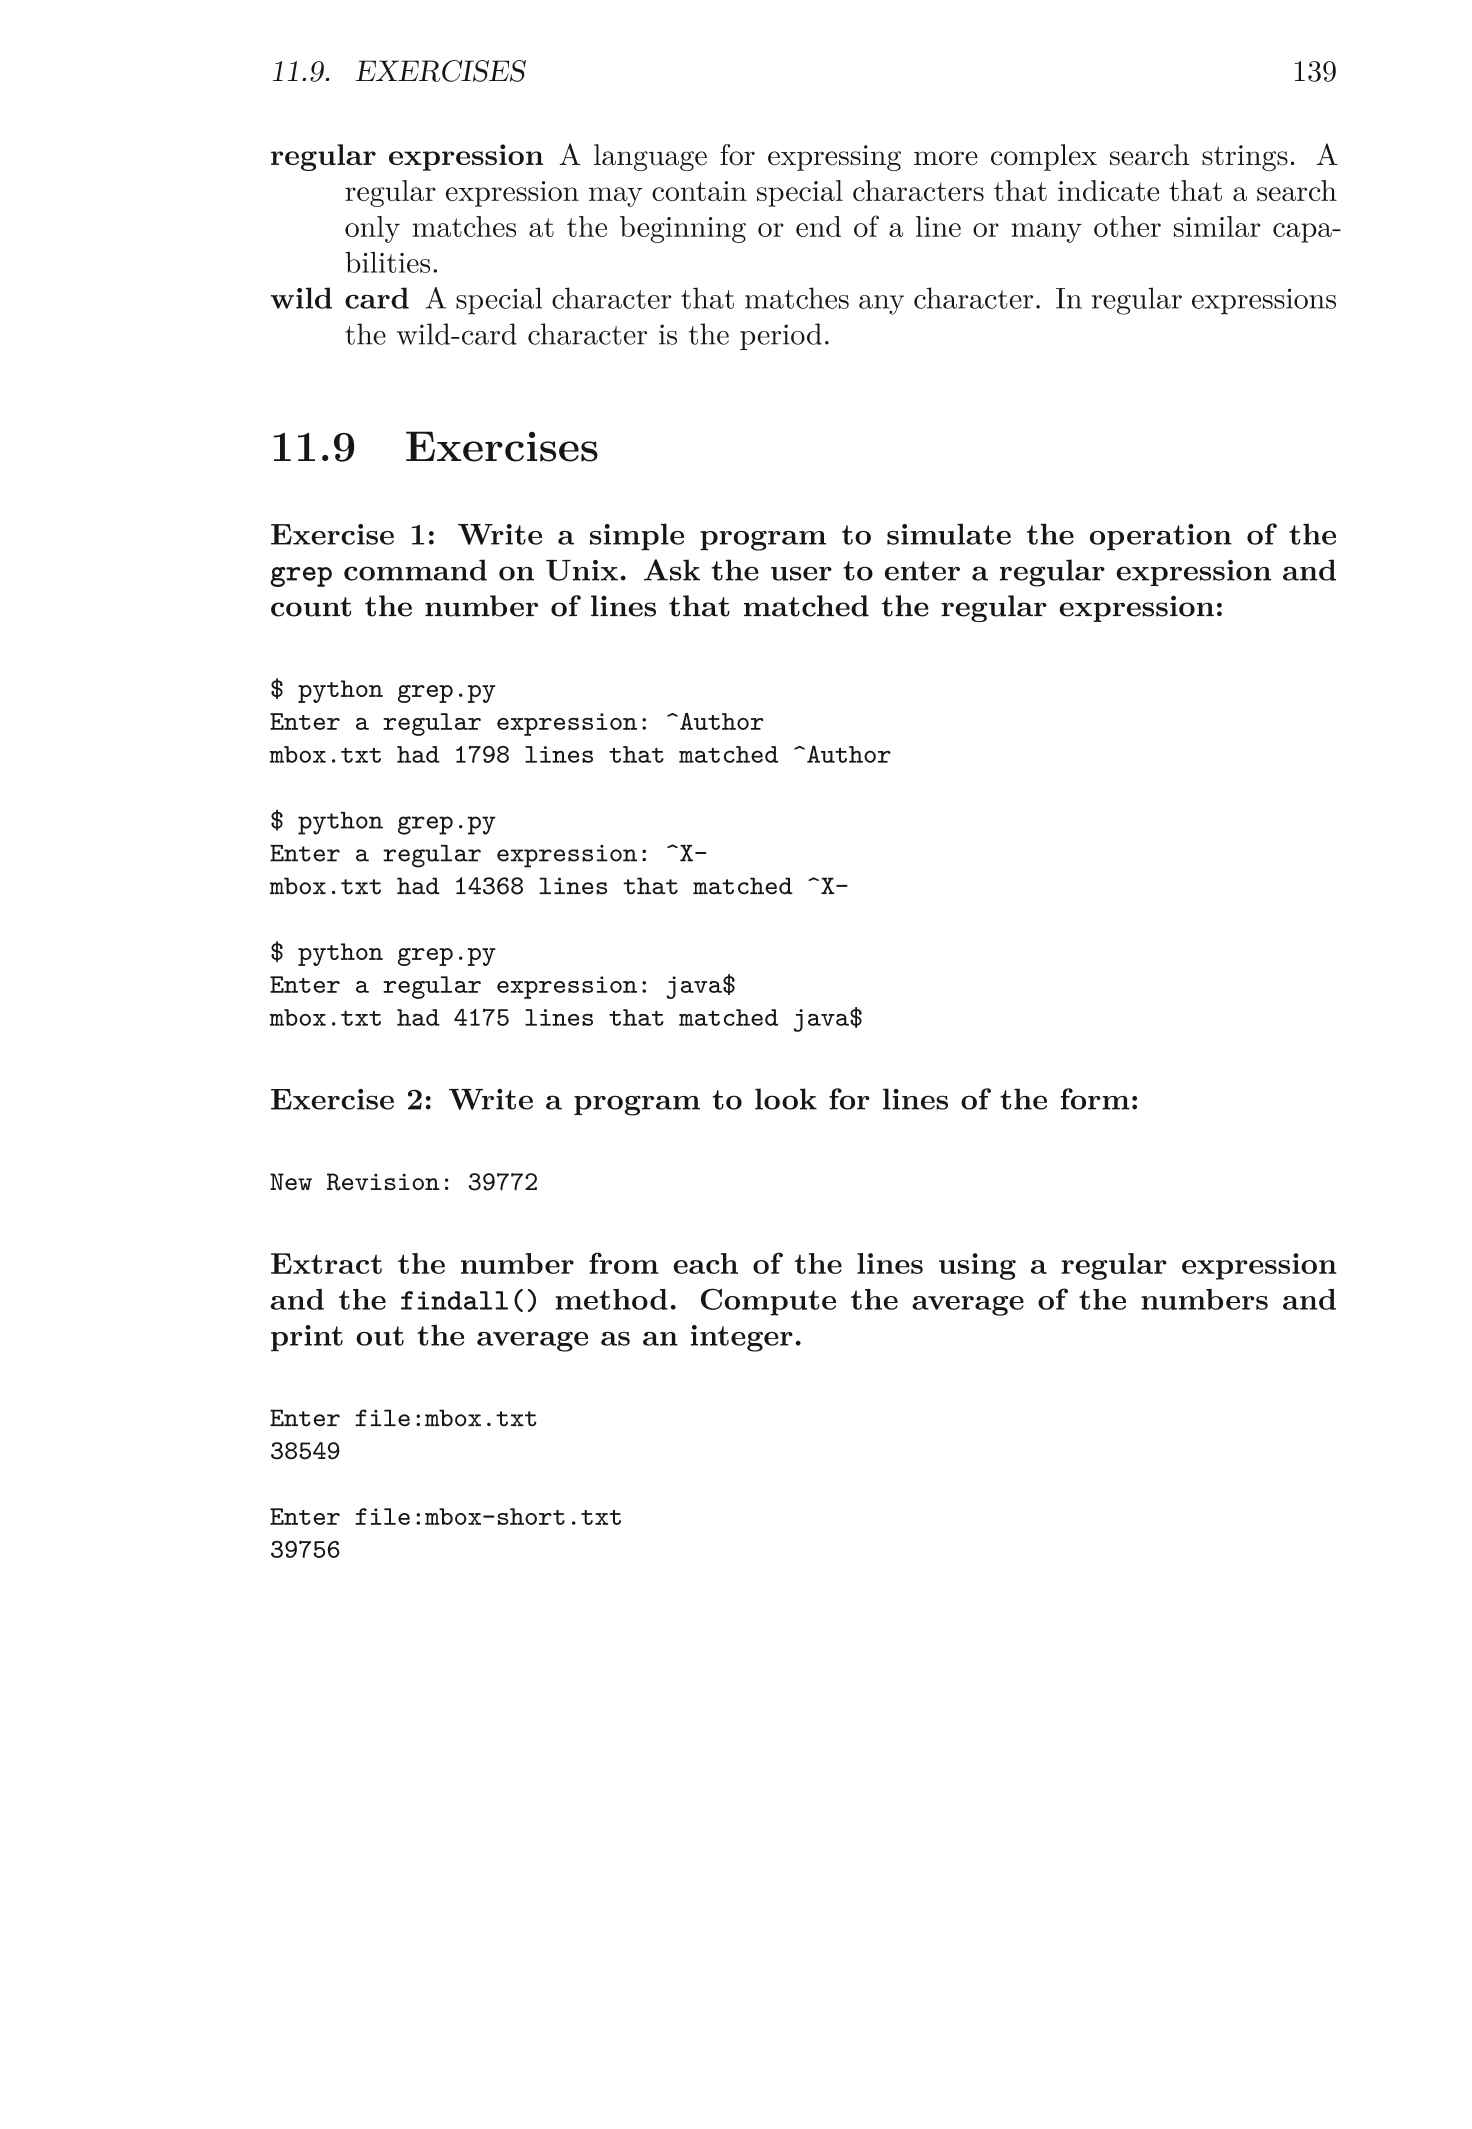 11.9. EXERCISES 139
regular expression A language for expressing more complex search strings. A
regular expression may contain special characters that indicate that a search
only matches at the beginning or end of a line or many other similar capa-
bilities.
wild card A special character that matches any character. In regular expressions
the wild-card character is the period.
11.9 Exercises
Exercise 1: Write a simple program to simulate the operation of the
grep command on Unix. Ask the user to enter a regular expression and
count the number of lines that matched the regular expression:
$ python grep.py
Enter a regular expression: ^Author
mbox.txt had 1798 lines that matched ^Author
$ python grep.py
Enter a regular expression: ^X-
mbox.txt had 14368 lines that matched ^X-
$ python grep.py
Enter a regular expression: java$
mbox.txt had 4175 lines that matched java$
Exercise 2: Write a program to look for lines of the form:
New Revision: 39772
Extract the number from each of the lines using a regular expression
and the findall() method. Compute the average of the numbers and
print out the average as an integer.
Enter file:mbox.txt
38549
Enter file:mbox-short.txt
39756